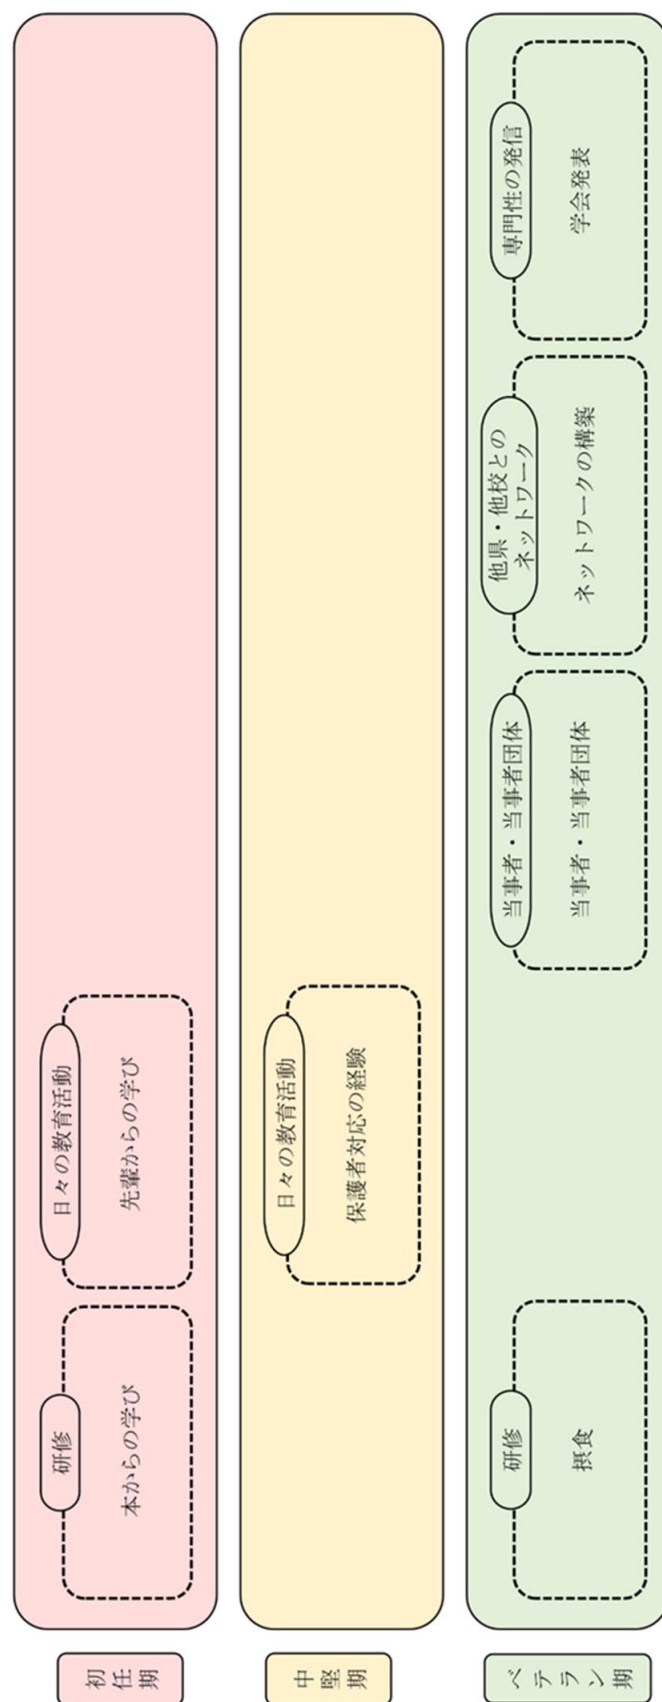 初任期
研修
本からの学び
日々の教育活動
先輩からの学び
中堅期
日々の教育活動
保護者対応の経験
ベテラン期
研修
摂食
当事者・当事者団体
当事者・当事者団体
他県・他校との
ネットワーク
ネットワークの構築
専門性の発信
学会発表